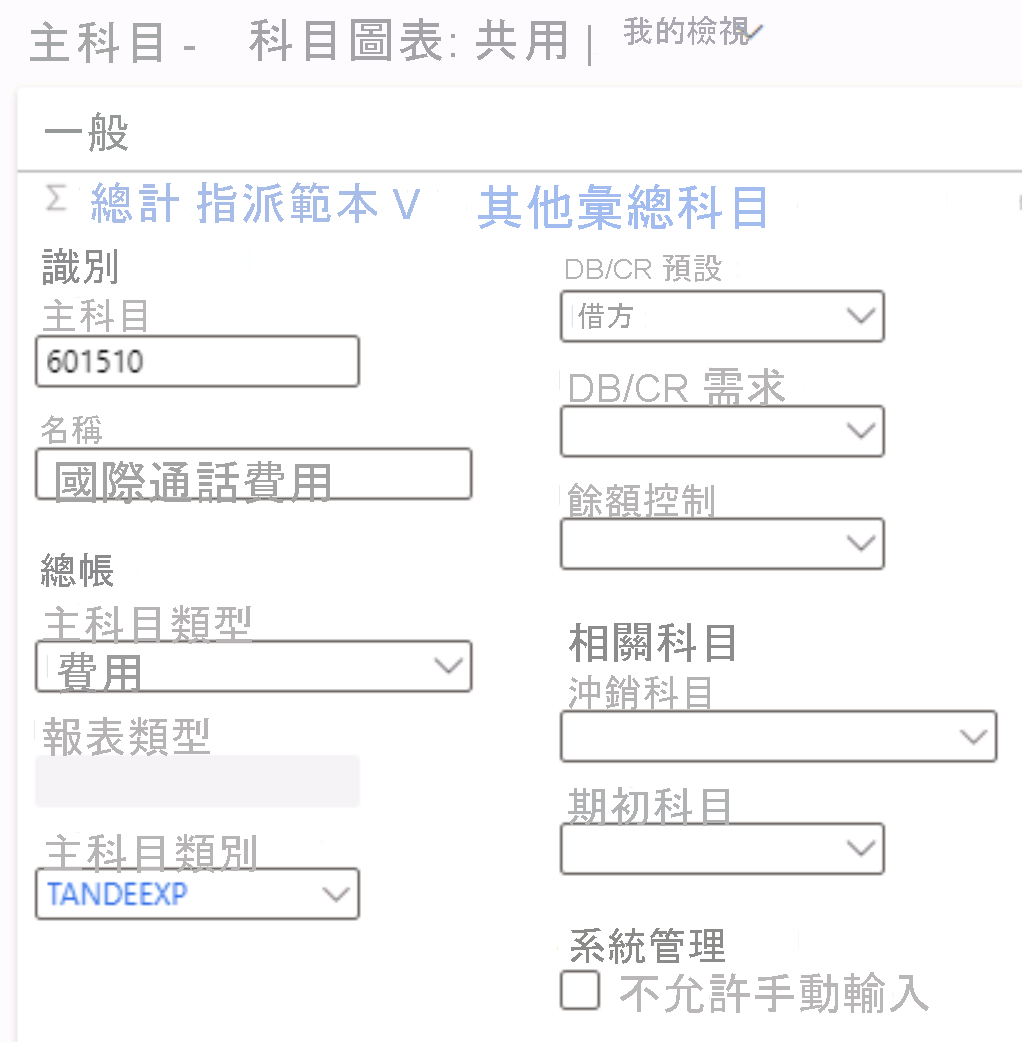 主科目 - 科目圖表: 共用 | 我的檢視
一般
Σ 總計 指派範本 V 其他彙總科目
識別
主科目
601510
名稱
國際通話費用
總帳
主科目類型
費用
報表類型
主科目類別
TANDEEXP
DB/CR 預設
借方
DB/CR 需求
餘額控制
相關科目
沖銷科目
期初科目
系統管理
不允許手動輸入